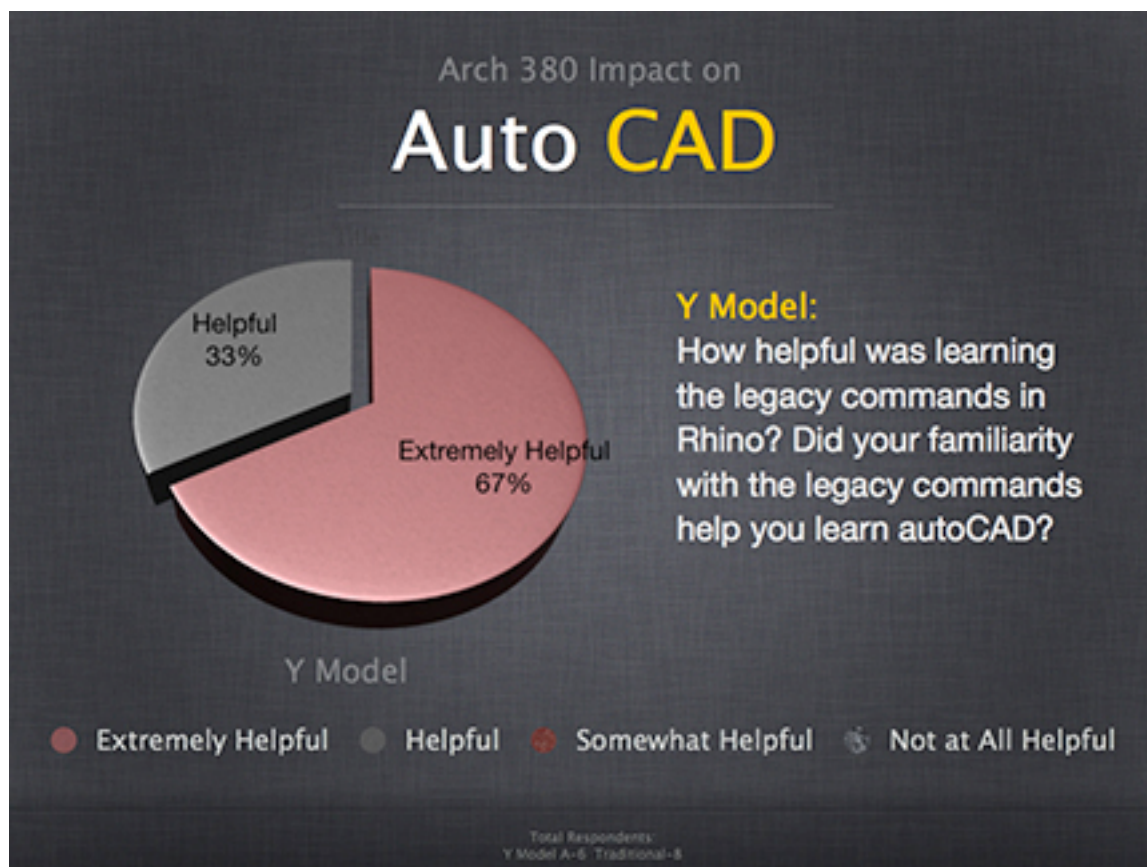 Arch 380 Impact on
Auto CAD
Title
Helpful
33%
Extremely Helpful
67%
Y Model:
How helpful was learning
the legacy commands in
Rhino? Did your familiarity
with the legacy commands
help you learn autoCAD?
Y Model
Extremely Helpful Helpful Somewhat Helpful Not at All Helpful
Total Respondents:
Y Model A-6 Traditional-8